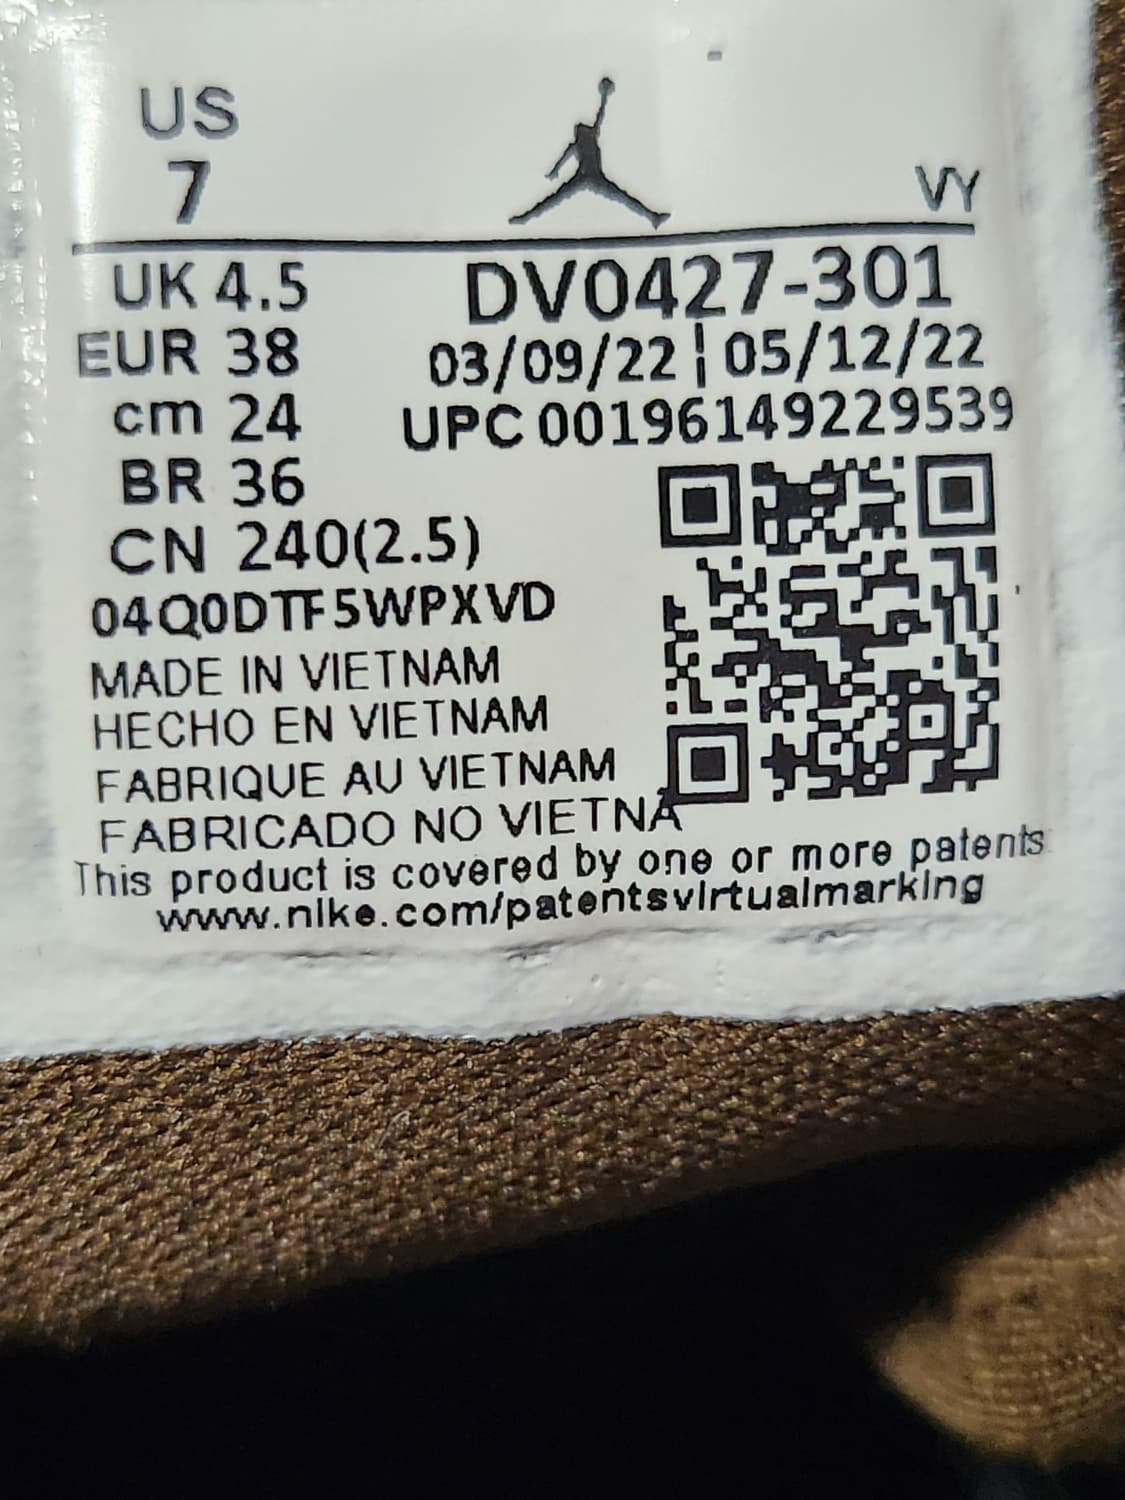 US
7
VY
UK 4.5
DV0427-301
EUR 38
03/09/22 ¦ 05/12/22
cm 24
UPC 00196149229539
BR 36
CN 240(2.5)
04Q0DTF5WPXVD
MADE IN VIETNAM
HECHO EN VIETNAM
FABRIQUE AU VIETNAM
FABRICADO NO VIETNÃ
This product is covered by one or more patents
www.nike.com/patentsvirtualmarking